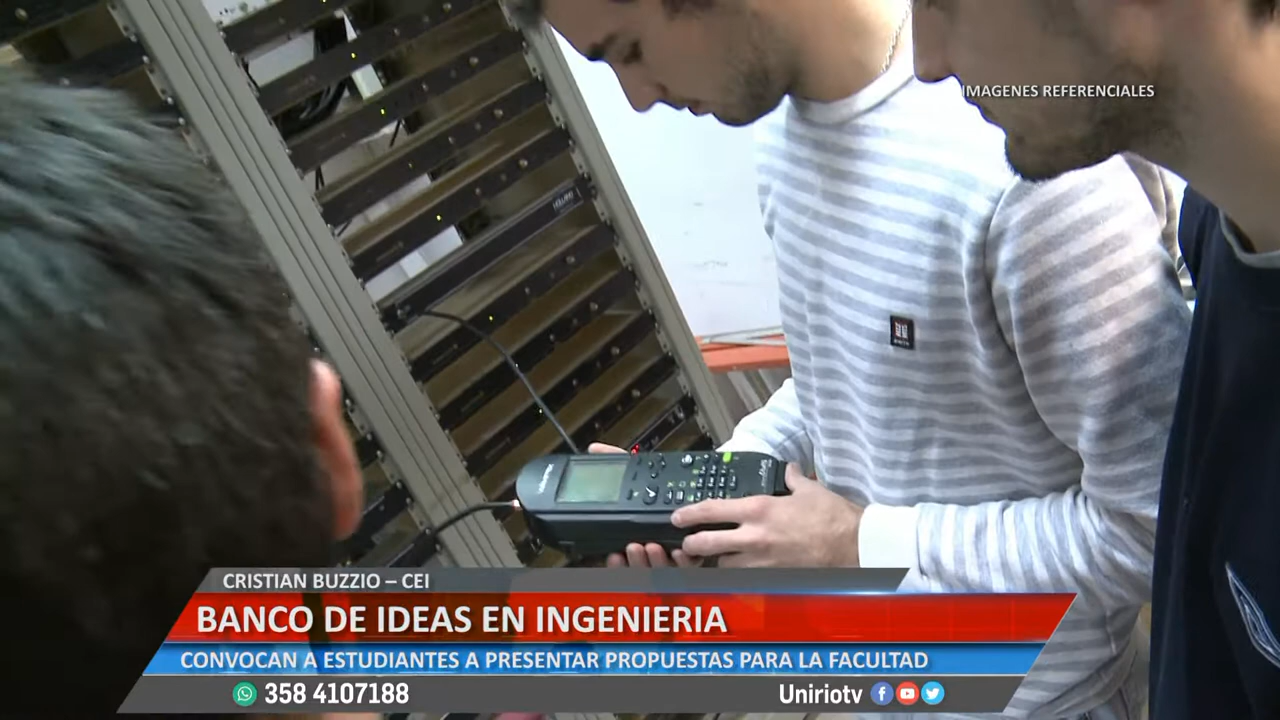 IMAGENES REFERENCIALES
CRISTIAN BUZZIO – CEI
BANCO DE IDEAS EN INGENIERIA
CONVOCAN A ESTUDIANTES A PRESENTAR PROPUESTAS PARA LA FACULTAD
358 4107188
Uniriotv